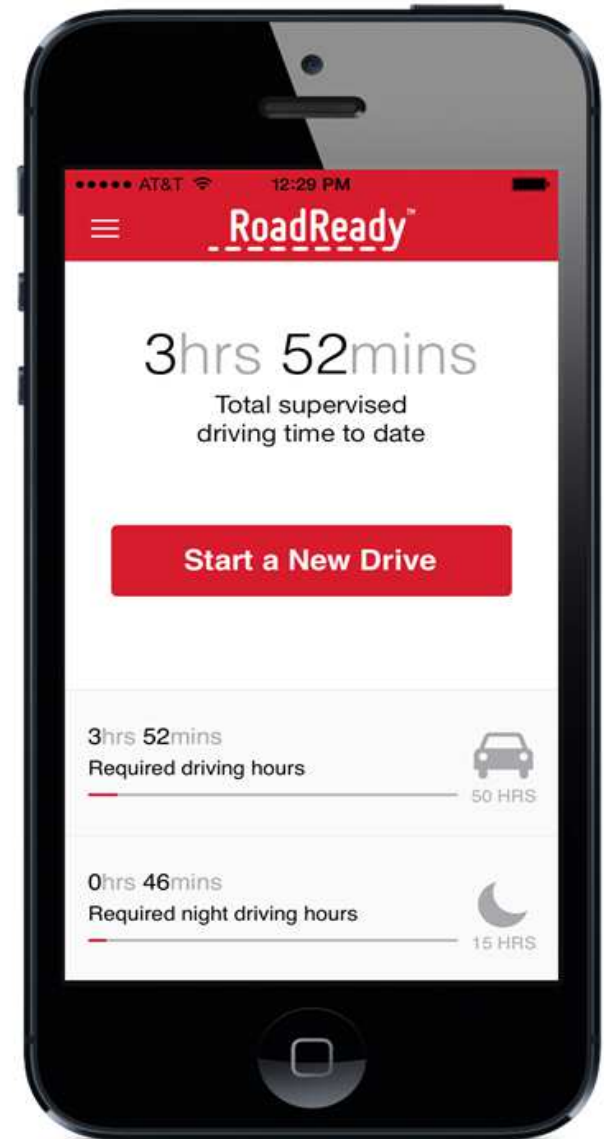 AT&T 12:29 PM
RoadReady™
3hrs 52mins
Total supervised
driving time to date
Start a New Drive
3hrs 52mins
Required driving hours
50 HRS
0hrs 46mins
Required night driving hours
15 HRS